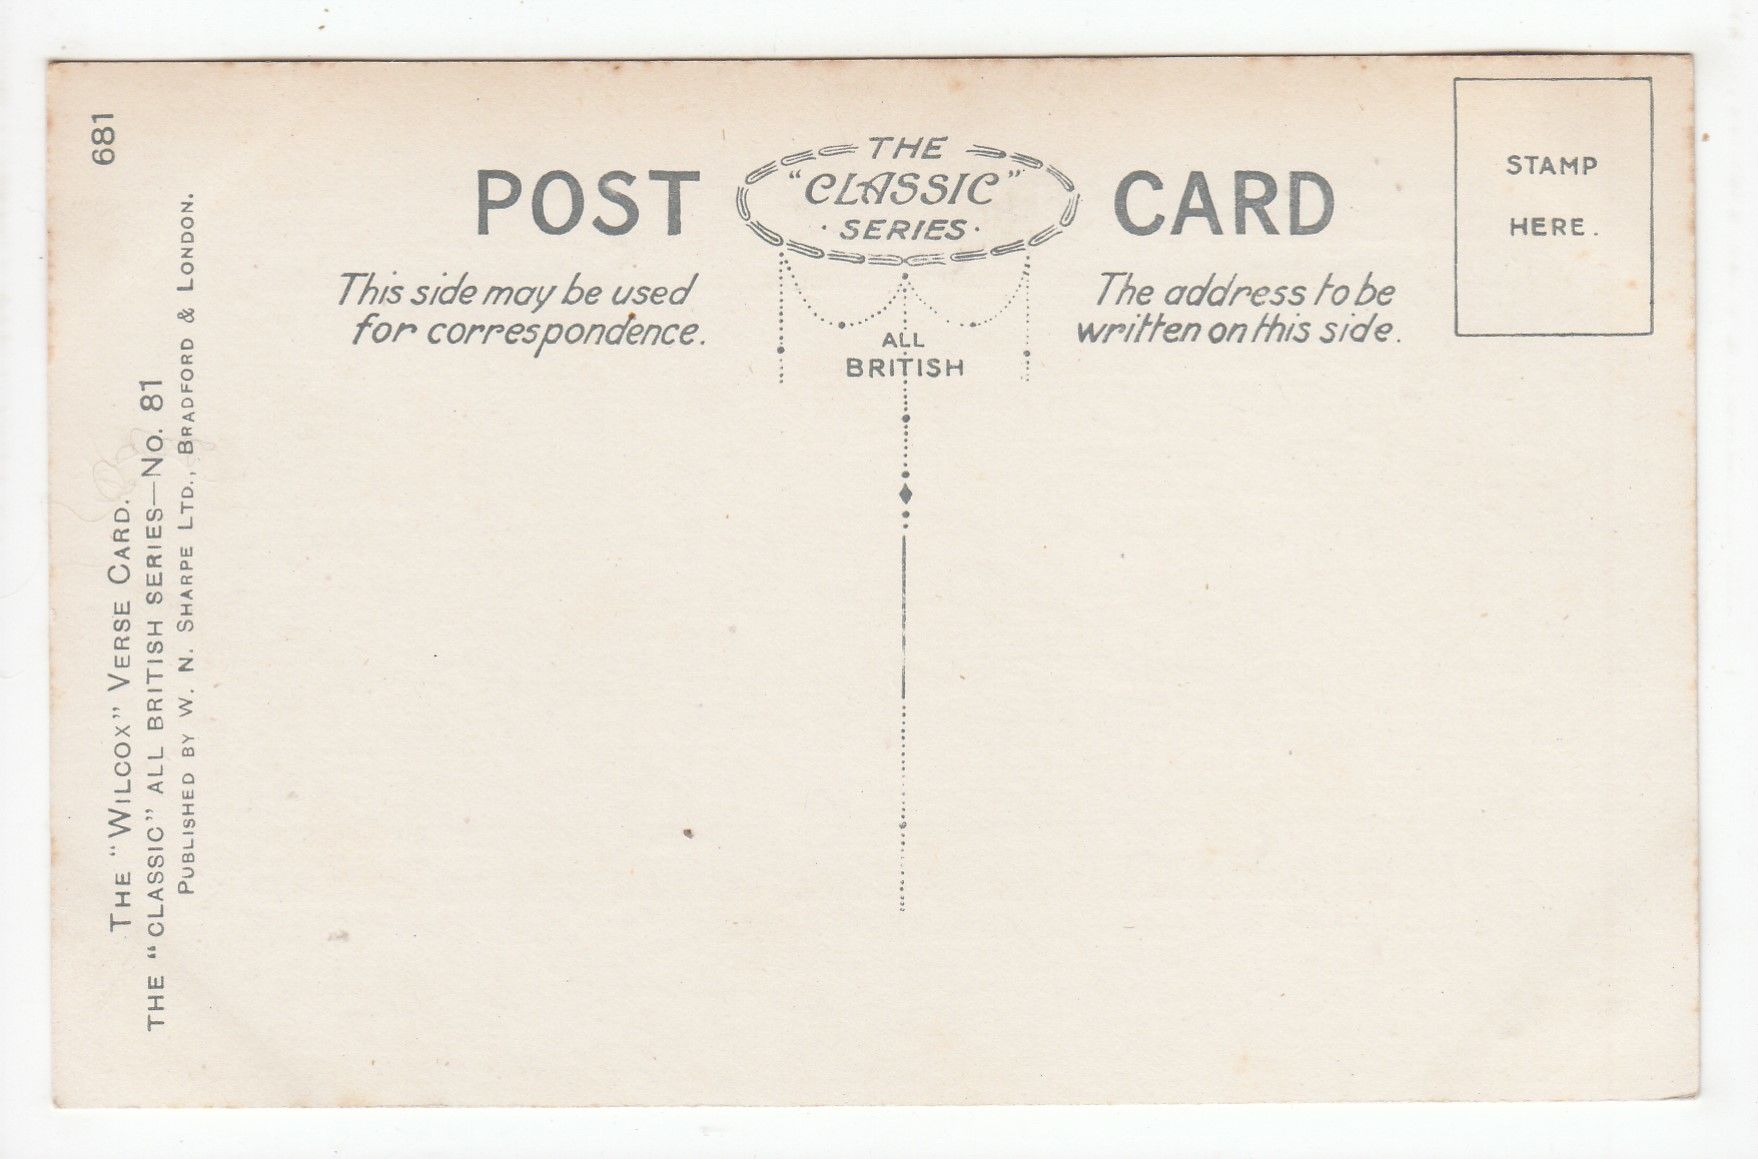 681
THE "WILCOX" VERSE CARD.
THE "CLASSIC" ALL BRITISH SERIES—No. 81
PUBLISHED BY W. N. SHARPE LTD., BRADFORD & LONDON.
POST CARD
THE
"CLASSIC"
· SERIES ·
This side may be used
for correspondence.
ALL
BRITISH
The address to be
written on this side.
STAMP
HERE.